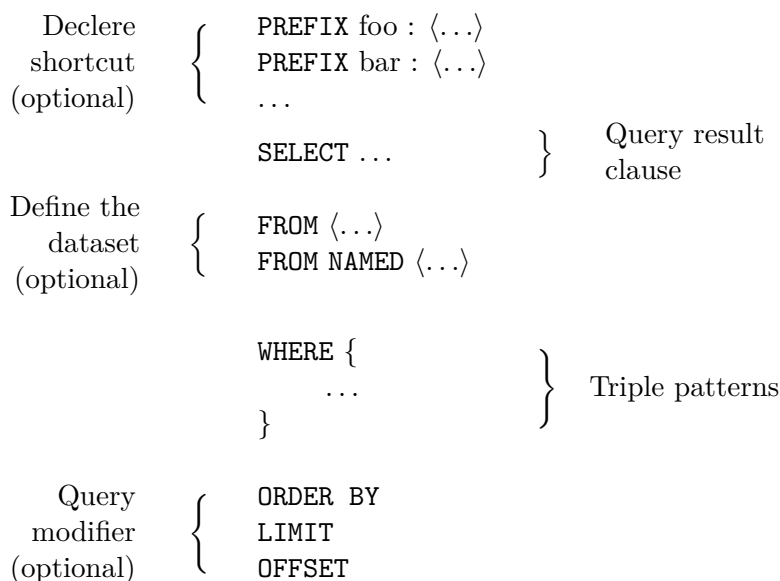 Declere
shortcut
(optional)
PREFIX foo : ⟨...⟩
PREFIX bar : ⟨...⟩
...
SELECT ...
Query result
clause
Define the
dataset
(optional)
FROM ⟨...⟩
FROM NAMED ⟨...⟩
WHERE {
...
}
Triple patterns
Query
modifier
(optional)
ORDER BY
LIMIT
OFFSET